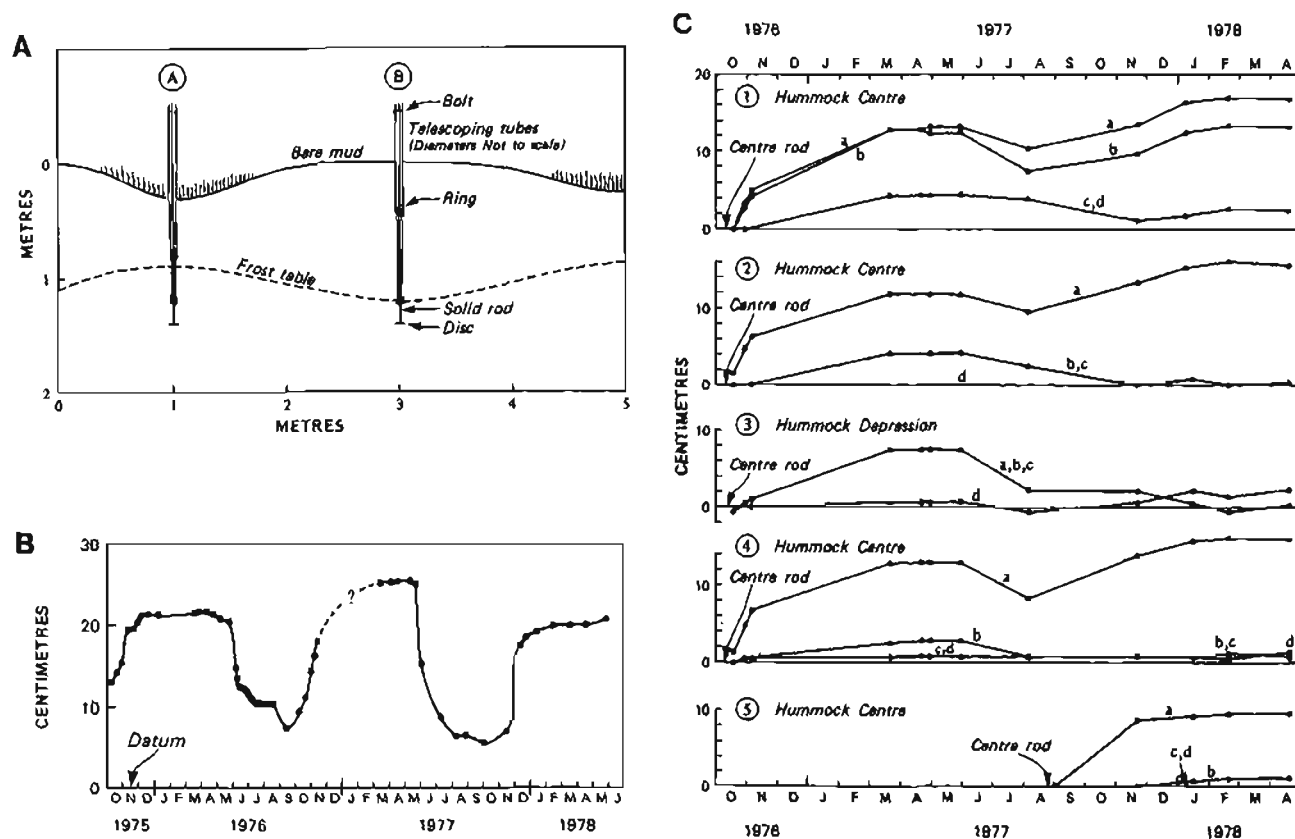 A
A B
Bolt
Telescoping tubes
(Diameters Not to scale)
Bare mud
Ring
Frost table
Solid rod
Disc
METRES
0
1
2
0 1 2 3 4 5
METRES
B
CENTIMETRES
30
20
10
0
?
Datum
O N D J F M A M J J A S O N D J F M A M J J A S O N D J F M A M J
1975 1976 1977 1978
C
1976 1977 1978
O N D J F M A M J J A S O N D J F M A
CENTIMETRES
20
10
0
1 Hummock Centre
Centre rod
a
b
a
b
c,d
10
0
2 Hummock Centre
Centre rod
a
b,c
d
10
0
3 Hummock Depression
Centre rod
a,b,c
d
10
0
4 Hummock Centre
Centre rod
a
b
c,d
b,c
d
10
0
5 Hummock Centre
Centre rod
a
c,d
b
d
O N D J F M A M J J A S O N D J F M A
1976 1977 1978